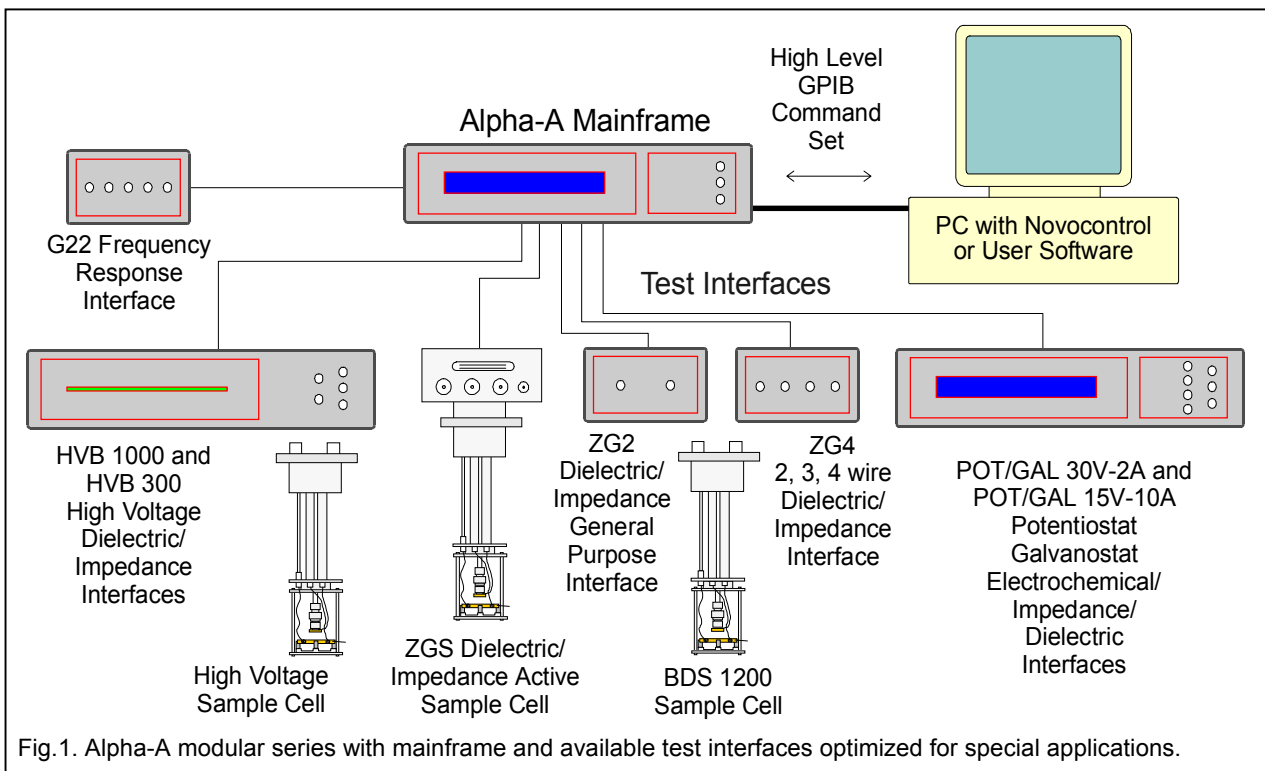 High Level
GPIB
Command
Set
Alpha-A Mainframe
G22 Frequency
Response
Interface
PC with Novocontrol
or User Software
Test Interfaces
HVB 1000 and
HVB 300
High Voltage
Dielectric/
Impedance
Interfaces
High Voltage
Sample Cell
ZGS Dielectric/
Impedance Active
Sample Cell
ZG2
Dielectric/
Impedance
General
Purpose
Interface
BDS 1200
Sample Cell
ZG4
2, 3, 4 wire
Dielectric/
Impedance
Interface
POT/GAL 30V-2A and
POT/GAL 15V-10A
Potentiostat
Galvanostat
Electrochemical/
Impedance/
Dielectric
Interfaces
Fig.1. Alpha-A modular series with mainframe and available test interfaces optimized for special applications.